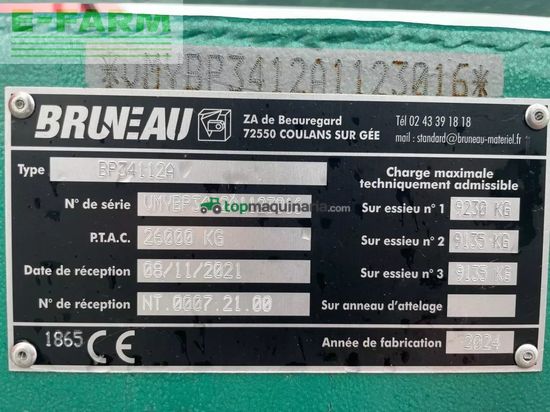 E-FARM
*VMYBP3412A1123016*
BRUNEAU
ZA de Beauregard
72550 COULANS SUR GÉE
Tél 02 43 39 18 18
mail : standard@bruneau-materiel.fr
Type
BP34112A
N° de série
topmaquinaria.com
P.T.A.C.
26000 KG
Date de réception
08/11/2021
N° de réception
NT.0007.21.00
1865 CE
Charge maximale
techniquement admissible
Sur essieu n° 1
9230 KG
Sur essieu n° 2
9135 KG
Sur essieu n° 3
9135 KG
Sur anneau d'attelage
Année de fabrication
2024